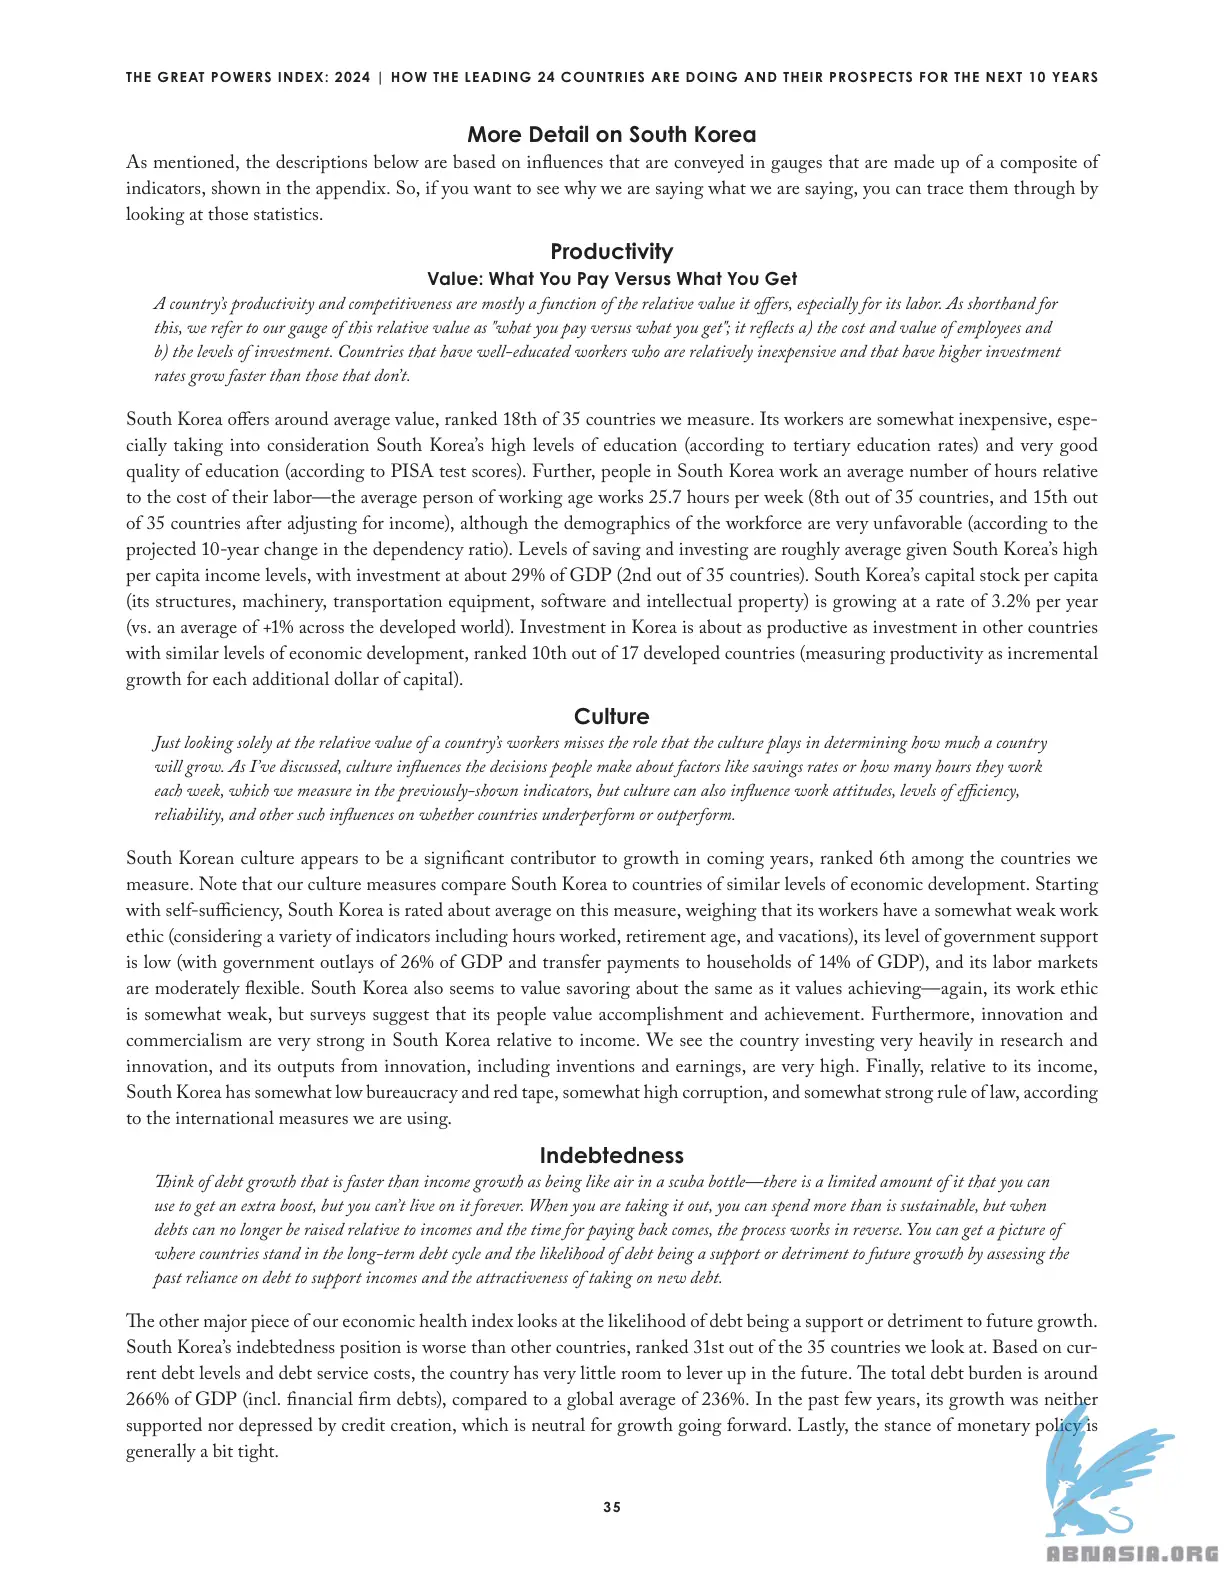 THE GREAT POWERS INDEX: 2024 | HOW THE LEADING 24 COUNTRIES ARE DOING AND THEIR PROSPECTS FOR THE NEXT 10 YEARS
More Detail on South Korea
As mentioned, the descriptions below are based on influences that are conveyed in gauges that are made up of a composite of
indicators, shown in the appendix. So, if you want to see why we are saying what we are saying, you can trace them through by
looking at those statistics.
Productivity
Value: What You Pay Versus What You Get
A country's productivity and competitiveness are mostly a function of the relative value it offers, especially for its labor. As shorthand for
this, we refer to our gauge of this relative value as "what you pay versus what you get"; it reflects a) the cost and value of employees and
b) the levels of investment. Countries that have well-educated workers who are relatively inexpensive and that have higher investment
rates grow faster than those that don't.
South Korea offers around average value, ranked 18th of 35 countries we measure. Its workers are somewhat inexpensive, espe-
cially taking into consideration South Korea's high levels of education (according to tertiary education rates) and very good
quality of education (according to PISA test scores). Further, people in South Korea work an average number of hours relative
to the cost of their labor—the average person of working age works 25.7 hours per week (8th out of 35 countries, and 15th out
of 35 countries after adjusting for income), although the demographics of the workforce are very unfavorable (according to the
projected 10-year change in the dependency ratio). Levels of saving and investing are roughly average given South Korea's high
per capita income levels, with investment at about 29% of GDP (2nd out of 35 countries). South Korea's capital stock per capita
(its structures, machinery, transportation equipment, software and intellectual property) is growing at a rate of 3.2% per year
(vs. an average of +1% across the developed world). Investment in Korea is about as productive as investment in other countries
with similar levels of economic development, ranked 10th out of 17 developed countries (measuring productivity as incremental
growth for each additional dollar of capital).
Culture
Just looking solely at the relative value of a country's workers misses the role that the culture plays in determining how much a country
will grow. As I've discussed, culture influences the decisions people make about factors like savings rates or how many hours they work
each week, which we measure in the previously-shown indicators, but culture can also influence work attitudes, levels of efficiency,
reliability, and other such influences on whether countries underperform or outperform.
South Korean culture appears to be a significant contributor to growth in coming years, ranked 6th among the countries we
measure. Note that our culture measures compare South Korea to countries of similar levels of economic development. Starting
with self-sufficiency, South Korea is rated about average on this measure, weighing that its workers have a somewhat weak work
ethic (considering a variety of indicators including hours worked, retirement age, and vacations), its level of government support
is low (with government outlays of 26% of GDP and transfer payments to households of 14% of GDP), and its labor markets
are moderately flexible. South Korea also seems to value savoring about the same as it values achieving—again, its work ethic
is somewhat weak, but surveys suggest that its people value accomplishment and achievement. Furthermore, innovation and
commercialism are very strong in South Korea relative to income. We see the country investing very heavily in research and
innovation, and its outputs from innovation, including inventions and earnings, are very high. Finally, relative to its income,
South Korea has somewhat low bureaucracy and red tape, somewhat high corruption, and somewhat strong rule of law, according
to the international measures we are using.
Indebtedness
Think of debt growth that is faster than income growth as being like air in a scuba bottle—there is a limited amount of it that you can
use to get an extra boost, but you can't live on it forever. When you are taking it out, you can spend more than is sustainable, but when
debts can no longer be raised relative to incomes and the time for paying back comes, the process works in reverse. You can get a picture of
where countries stand in the long-term debt cycle and the likelihood of debt being a support or detriment to future growth by assessing the
past reliance on debt to support incomes and the attractiveness of taking on new debt.
The other major piece of our economic health index looks at the likelihood of debt being a support or detriment to future growth.
South Korea's indebtedness position is worse than other countries, ranked 31st out of the 35 countries we look at. Based on cur-
rent debt levels and debt service costs, the country has very little room to lever up in the future. The total debt burden is around
266% of GDP (incl. financial firm debts), compared to a global average of 236%. In the past few years, its growth was neither
supported nor depressed by credit creation, which is neutral for growth going forward. Lastly, the stance of monetary policy is
generally a bit tight.
35
ABNASIA.ORG